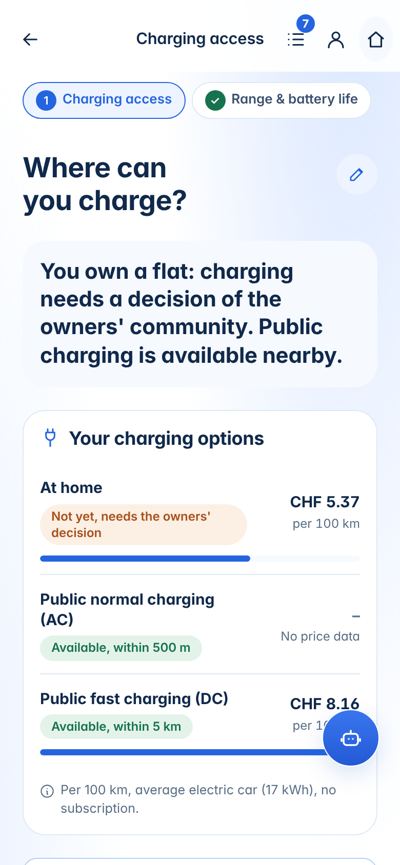 Charging access
7
1 Charging access
Range & battery life
Where can
you charge?
You own a flat: charging
needs a decision of the
owners' community. Public
charging is available nearby.
Your charging options
At home
Not yet, needs the owners'
decision
CHF 5.37
per 100 km
Public normal charging
(AC)
Available, within 500 m
–
No price data
Public fast charging (DC)
Available, within 5 km
CHF 8.16
per
Per 100 km, average electric car (17 kWh), no
subscription.